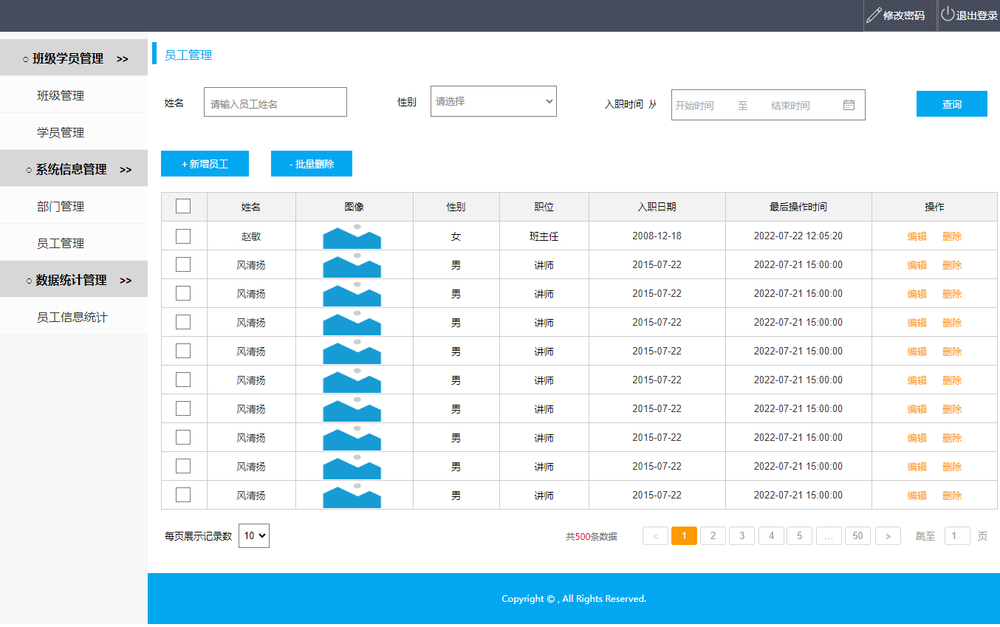 修改密码 退出登录
○ 班级学员管理 >>
班级管理
学员管理
○ 系统信息管理 >>
部门管理
员工管理
○ 数据统计管理 >>
员工信息统计
员工管理
姓名 请输入员工姓名 性别 请选择 入职时间 从 开始时间 至 结束时间 查询
+ 新增员工 - 批量删除
姓名 图像 性别 职位 入职日期 最后操作时间 操作
赵敏 女 班主任 2008-12-18 2022-07-22 12:05:20 编辑 删除
风清扬 男 讲师 2015-07-22 2022-07-21 15:00:00 编辑 删除
风清扬 男 讲师 2015-07-22 2022-07-21 15:00:00 编辑 删除
风清扬 男 讲师 2015-07-22 2022-07-21 15:00:00 编辑 删除
风清扬 男 讲师 2015-07-22 2022-07-21 15:00:00 编辑 删除
风清扬 男 讲师 2015-07-22 2022-07-21 15:00:00 编辑 删除
风清扬 男 讲师 2015-07-22 2022-07-21 15:00:00 编辑 删除
风清扬 男 讲师 2015-07-22 2022-07-21 15:00:00 编辑 删除
风清扬 男 讲师 2015-07-22 2022-07-21 15:00:00 编辑 删除
风清扬 男 讲师 2015-07-22 2022-07-21 15:00:00 编辑 删除
每页展示记录数 10 共500条数据 < 1 2 3 4 5 ... 50 > 跳至 1 页
Copyright © , All Rights Reserved.